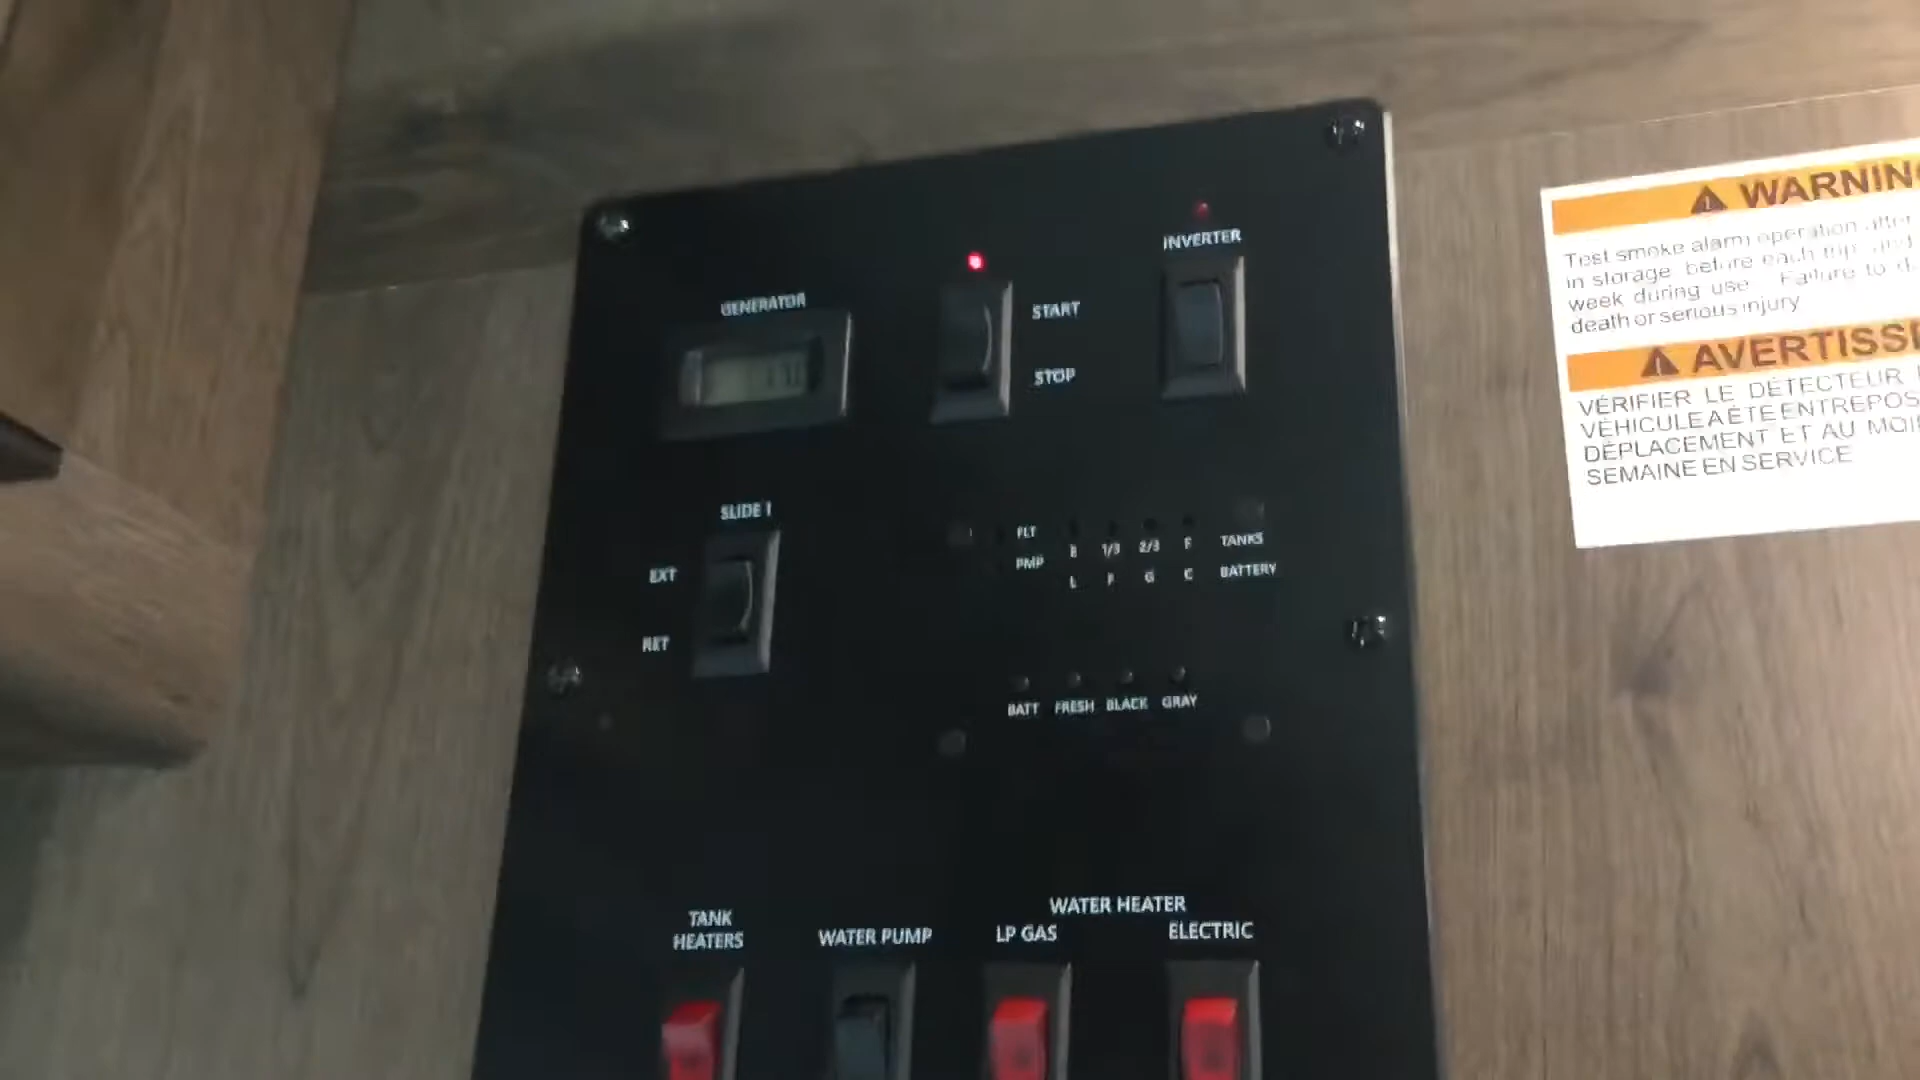 GENERATOR
START
STOP
INVERTER
SLIDE 1
EXT
RET
FLT
PMP
E 1/3 2/3 F TANKS
L F G C BATTERY
BATT FRESH BLACK GRAY
TANK
HEATERS
WATER PUMP
WATER HEATER
LP GAS
ELECTRIC
WARNING
Test smoke alarm operation after
in storage before each trip and
week during use Failure to
death or serious injury
VÉRIFIER LE DÉTECTEUR
VÉHICULE A ÉTÉ ENTREPOS
DÉPLACEMENT ET AU MOI
SEMAINE EN SERVICE